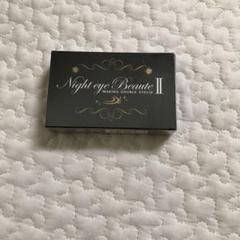 Night eye Beaute II
MAKING DOUBLE EYELID